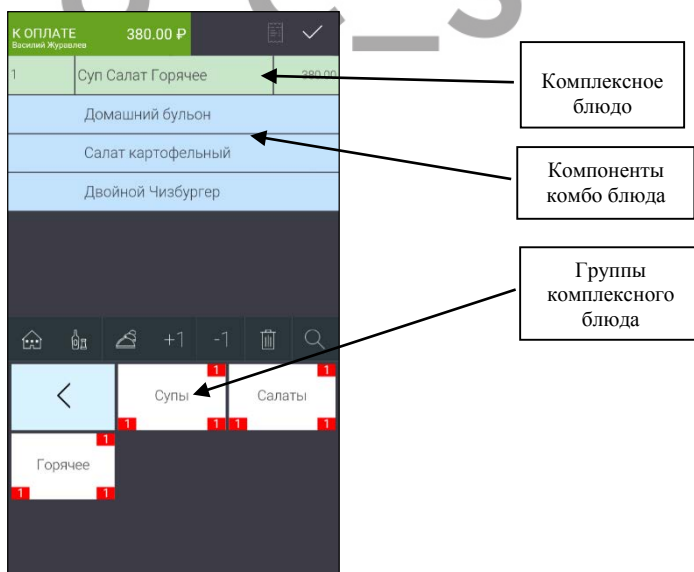 К ОПЛАТЕ 380.00 ₽
Василий Журавлев
1 Суп Салат Горячее 380.00
Домашний бульон
Салат картофельный
Двойной Чизбургер
+1 -1
1 1
Супы Салаты
1 1 1 1
1
Горячее
1 1
Комплексное
блюдо
Компоненты
комбо блюда
Группы
комплексного
блюда